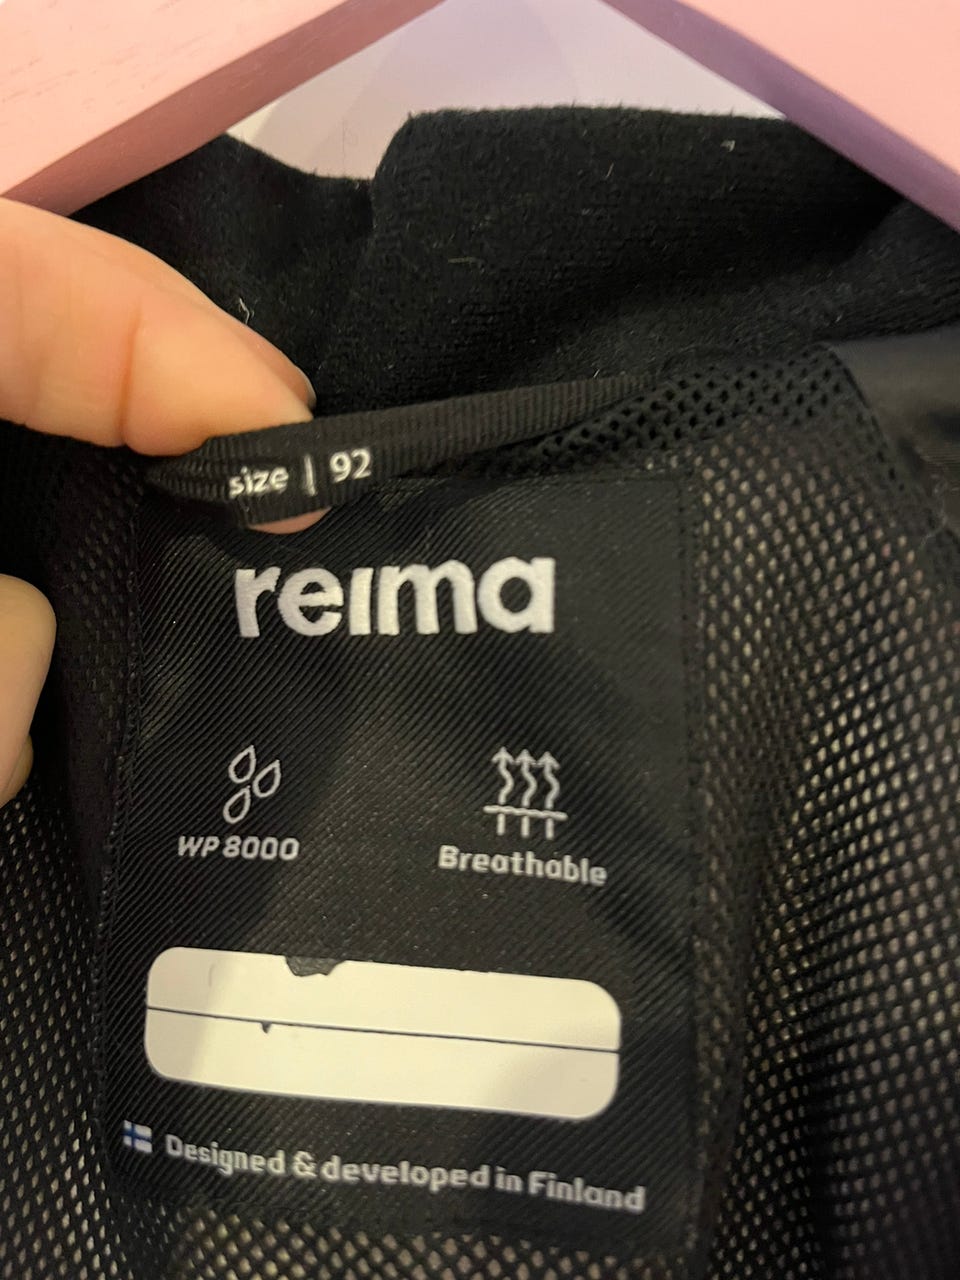 size | 92
reima
WP 8000
Breathable
Designed & developed in Finland